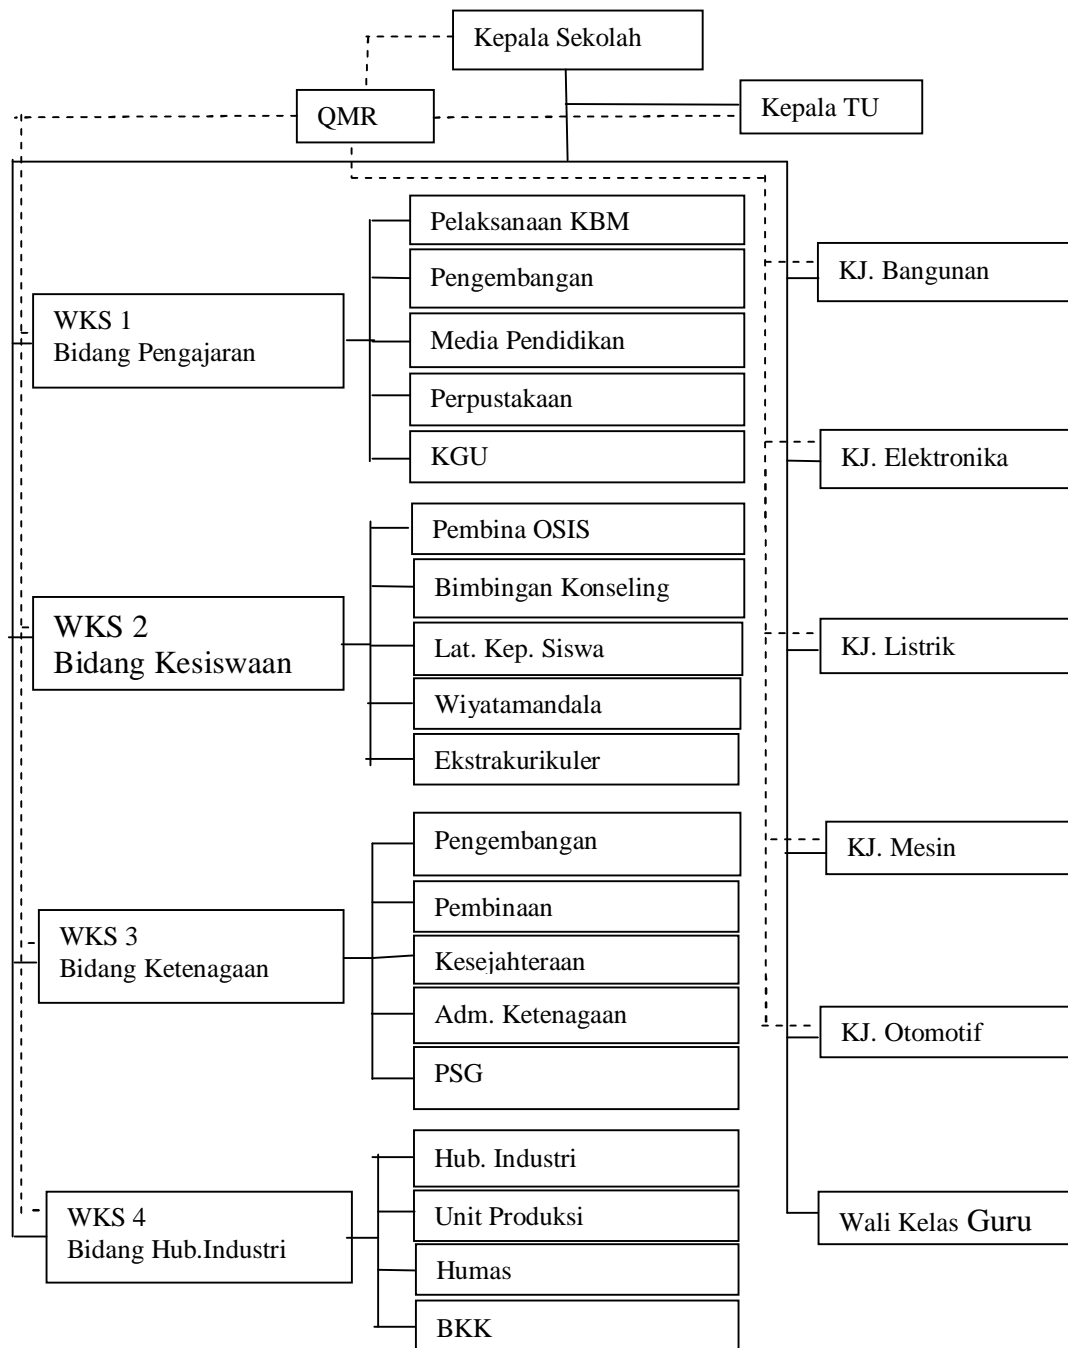 Kepala Sekolah
QMR
Kepala TU
WKS 1
Bidang Pengajaran
Pelaksanaan KBM
Pengembangan
Media Pendidikan
Perpustakaan
KGU
WKS 2
Bidang Kesiswaan
Pembina OSIS
Bimbingan Konseling
Lat. Kep. Siswa
Wiyatamandala
Ekstrakurikuler
WKS 3
Bidang Ketenagaan
Pengembangan
Pembinaan
Kesejahteraan
Adm. Ketenagaan
PSG
WKS 4
Bidang Hub.Industri
Hub. Industri
Unit Produksi
Humas
BKK
KJ. Bangunan
KJ. Elektronika
KJ. Listrik
KJ. Mesin
KJ. Otomotif
Wali Kelas Guru